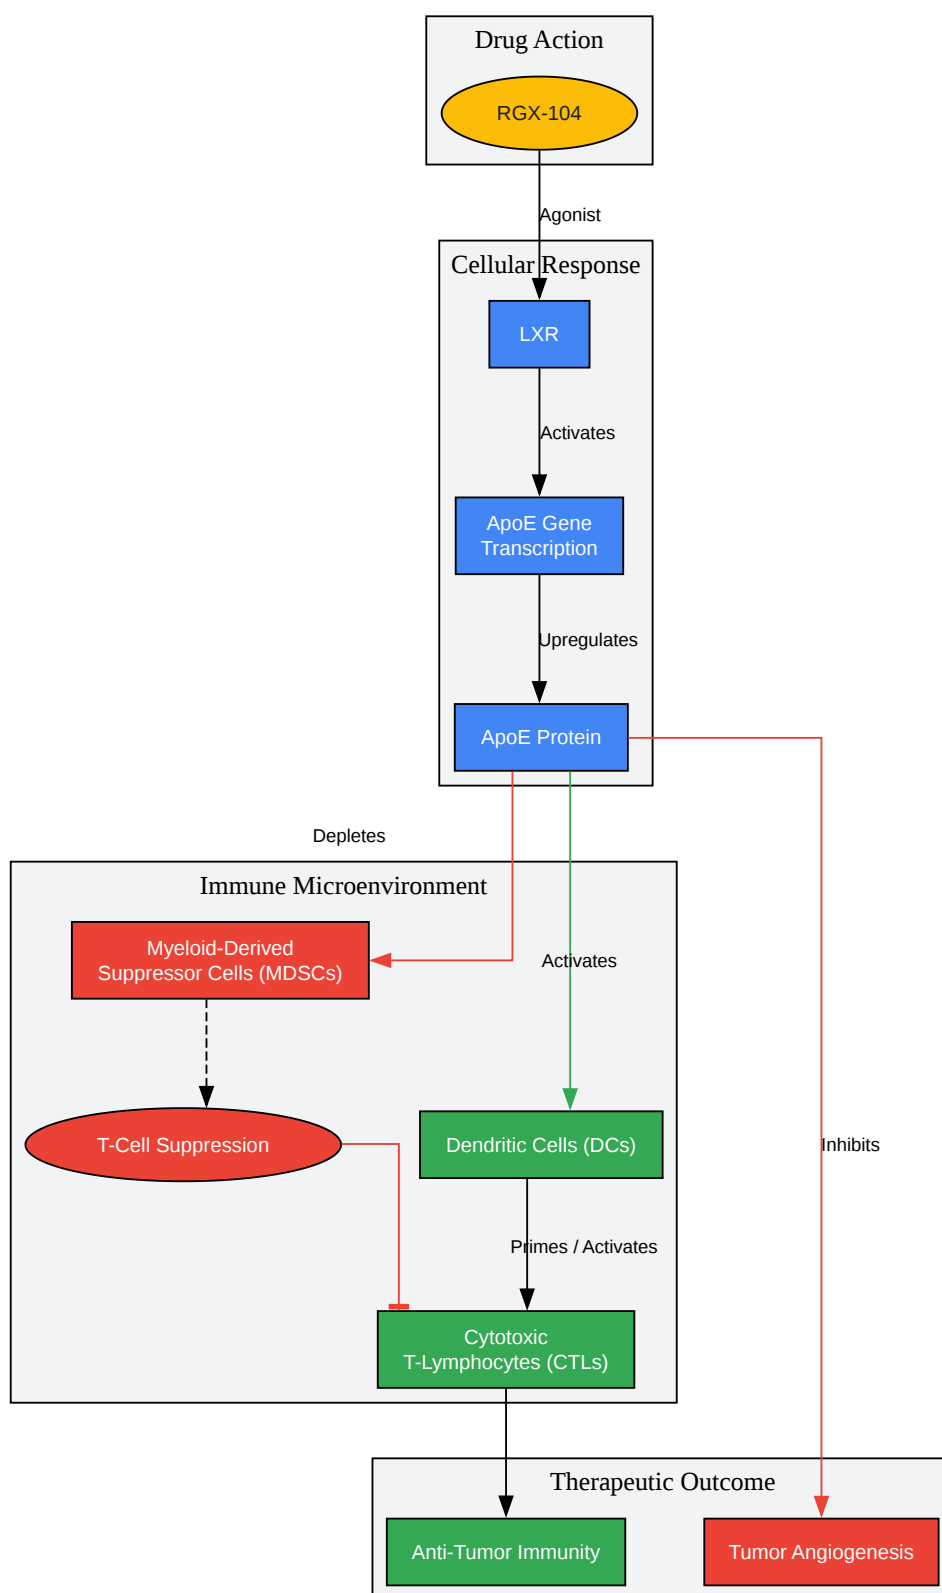 Drug Action
RGX-104
Agonist
Cellular Response
LXR
Activates
ApoE Gene
Transcription
Upregulates
ApoE Protein
Depletes
Immune Microenvironment
Myeloid-Derived
Suppressor Cells (MDSCs)
Activates
T-Cell Suppression
Dendritic Cells (DCs)
Inhibits
Primes / Activates
Cytotoxic
T-Lymphocytes (CTLs)
Therapeutic Outcome
Anti-Tumor Immunity
Tumor Angiogenesis